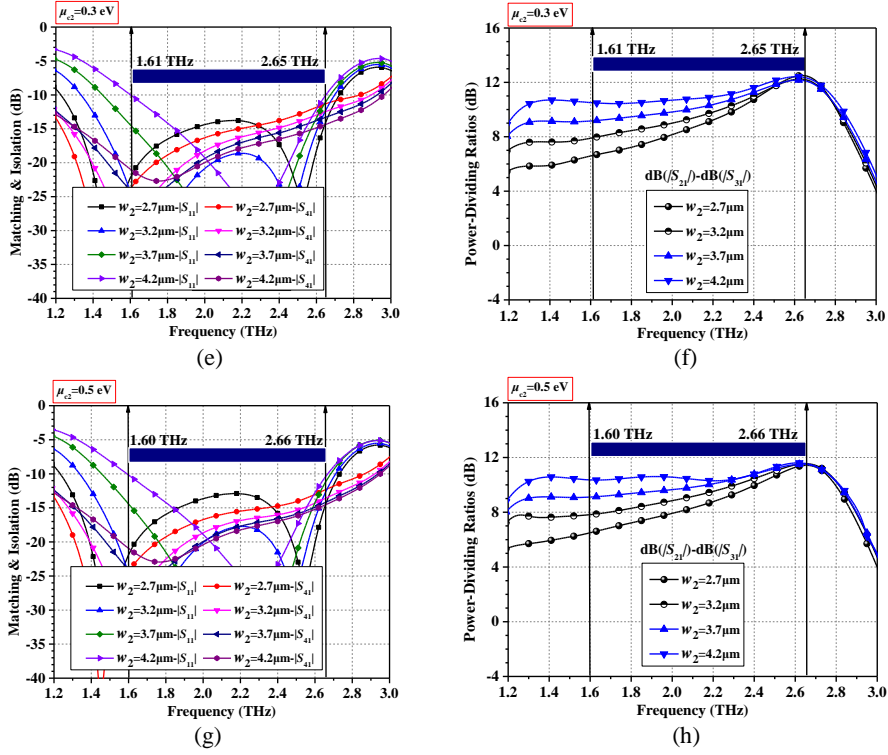 μc2=0.3 eV
0
-5
-10
-15
-20
-25
-30
-35
-40
Matching & Isolation (dB)
1.61 THz 2.65 THz
w2=2.7μm-|S11| w2=2.7μm-|S41|
w2=3.2μm-|S11| w2=3.2μm-|S41|
w2=3.7μm-|S11| w2=3.7μm-|S41|
w2=4.2μm-|S11| w2=4.2μm-|S41|
1.2 1.4 1.6 1.8 2.0 2.2 2.4 2.6 2.8 3.0
Frequency (THz)
(e)
μc2=0.3 eV
16
12
8
4
0
-4
Power-Dividing Ratios (dB)
1.61 THz 2.65 THz
dB(/S21/)-dB(/S31/)
w2=2.7μm
w2=3.2μm
w2=3.7μm
w2=4.2μm
1.2 1.4 1.6 1.8 2.0 2.2 2.4 2.6 2.8 3.0
Frequency (THz)
(f)
μc2=0.5 eV
0
-5
-10
-15
-20
-25
-30
-35
-40
Matching & Isolation (dB)
1.60 THz 2.66 THz
w2=2.7μm-|S11| w2=2.7μm-|S41|
w2=3.2μm-|S11| w2=3.2μm-|S41|
w2=3.7μm-|S11| w2=3.7μm-|S41|
w2=4.2μm-|S11| w2=4.2μm-|S41|
1.2 1.4 1.6 1.8 2.0 2.2 2.4 2.6 2.8 3.0
Frequency (THz)
(g)
μc2=0.5 eV
16
12
8
4
0
-4
Power-Dividing Ratios (dB)
1.60 THz 2.66 THz
dB(/S21/)-dB(/S31/)
w2=2.7μm
w2=3.2μm
w2=3.7μm
w2=4.2μm
1.2 1.4 1.6 1.8 2.0 2.2 2.4 2.6 2.8 3.0
Frequency (THz)
(h)